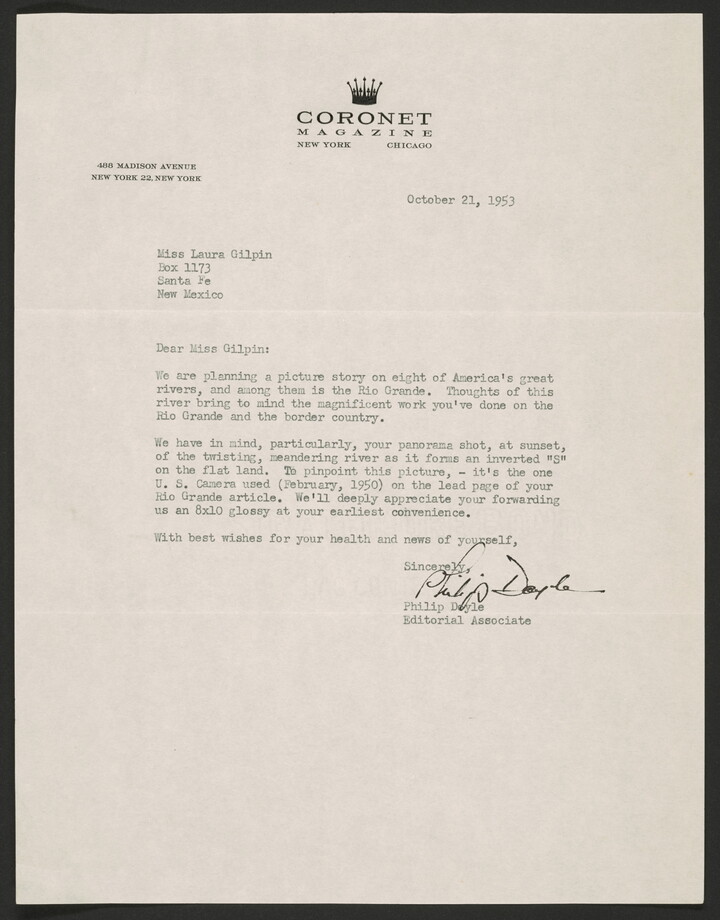 CORONET
MAGAZINE
NEW YORK CHICAGO
488 MADISON AVENUE
NEW YORK 22, NEW YORK
October 21, 1953
Miss Laura Gilpin
Box 1173
Santa Fe
New Mexico
Dear Miss Gilpin:
We are planning a picture story on eight of America's great
rivers, and among them is the Rio Grande. Thoughts of this
river bring to mind the magnificent work you've done on the
Rio Grande and the border country.
We have in mind, particularly, your panorama shot, at sunset,
of the twisting, meandering river as it forms an inverted "S"
on the flat land. To pinpoint this picture, - it's the one
U. S. Camera used (February, 1950) on the lead page of your
Rio Grande article. We'll deeply appreciate your forwarding
us an 8x10 glossy at your earliest convenience.
With best wishes for your health and news of yourself,
Sincerely,
Philip Doyle
Philip Doyle
Editorial Associate